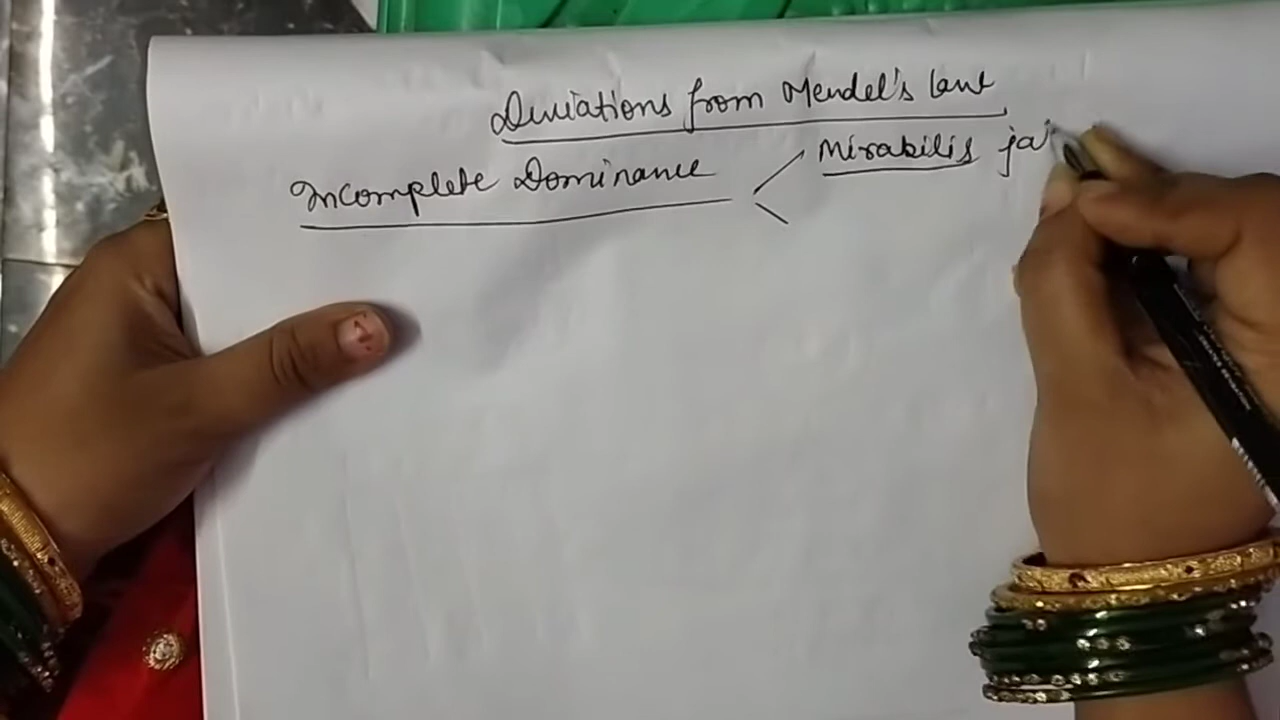 Deviations from Mendel's law
Incomplete Dominance
Mirabilis ja